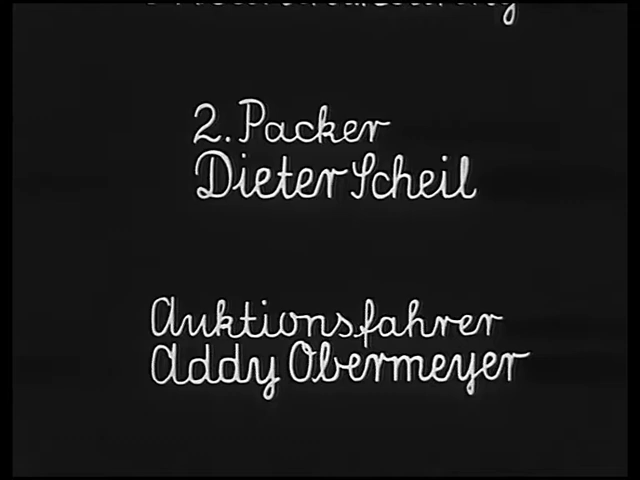 2. Packer
Dieter Scheil
Auktionsfahrer
Addy Obermeyer